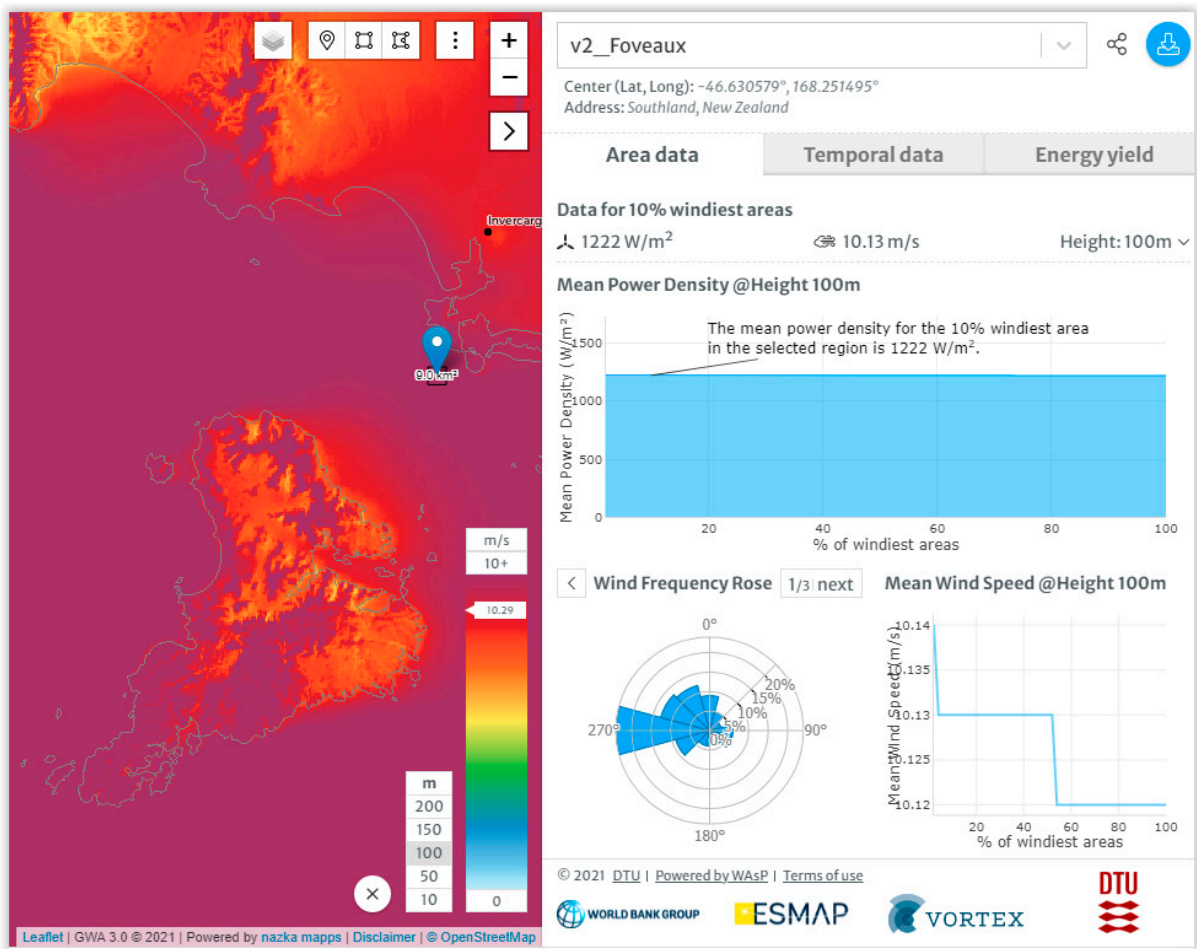 +
−
Invercarg
9.0 km²
m/s
10+
10.29
m
200
150
100
50
10
0
Leaflet | GWA 3.0 © 2021 | Powered by nazka mapps | Disclaimer | © OpenStreetMap
v2__Foveaux
Center (Lat, Long): -46.630579°, 168.251495°
Address: Southland, New Zealand
Area data
Temporal data
Energy yield
Data for 10% windiest areas
1222 W/m²
10.13 m/s
Height: 100m
Mean Power Density @Height 100m
Mean Power Density (W/m²)
1500
1000
500
0
The mean power density for the 10% windiest area
in the selected region is 1222 W/m².
20 40 60 80 100
% of windiest areas
Wind Frequency Rose 1/3 next
0°
20%
15%
10%
5%
0%
270°
90°
180°
Mean Wind Speed @Height 100m
Mean Wind Speed (m/s)
10.14
10.135
10.13
10.125
10.12
20 40 60 80 100
% of windiest areas
© 2021 DTU | Powered by WAsP | Terms of use
WORLD BANK GROUP
ESMAP
VORTEX
DTU